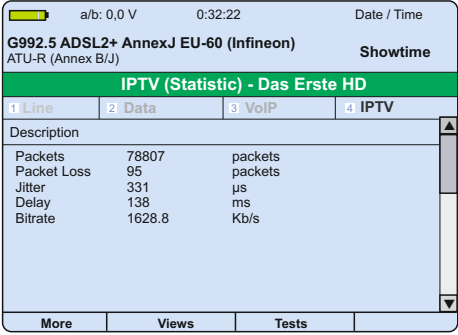 a/b: 0,0 V 0:32:22 Date / Time
G992.5 ADSL2+ AnnexJ EU-60 (Infineon)
ATU-R (Annex B/J)
Showtime
IPTV (Statistic) - Das Erste HD
1 Line 2 Data 3 VoIP 4 IPTV
Description
Packets 78807 packets
Packet Loss 95 packets
Jitter 331 µs
Delay 138 ms
Bitrate 1628.8 Kb/s
More Views Tests